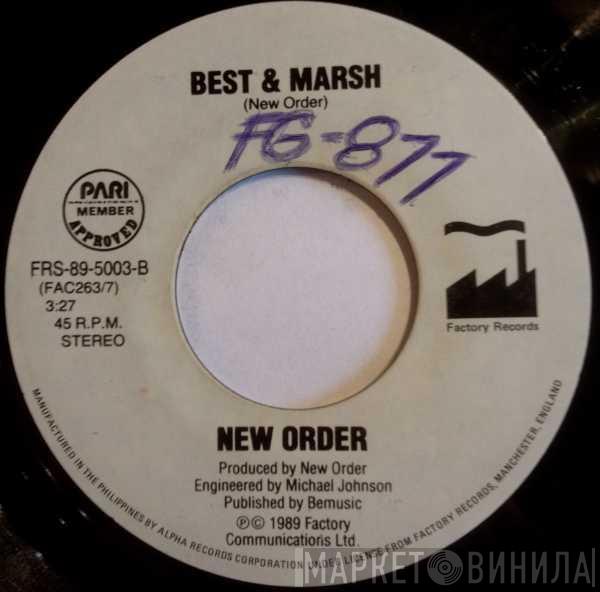 BEST & MARSH
(New Order)
FG-877
PARI
MEMBER
APPROVED
FRS-89-5003-B
(FAC263/7)
3:27
45 R.P.M.
STEREO
Factory Records
NEW ORDER
Produced by New Order
Engineered by Michael Johnson
Published by Bemusic
℗© 1989 Factory
Communications Ltd.
MANUFACTURED IN THE PHILIPPINES BY ALPHA RECORDS CORPORATION UNDER LICENSE FROM FACTORY RECORDS, MANCHESTER, ENGLAND
МАРКЕТ ВИНИЛА